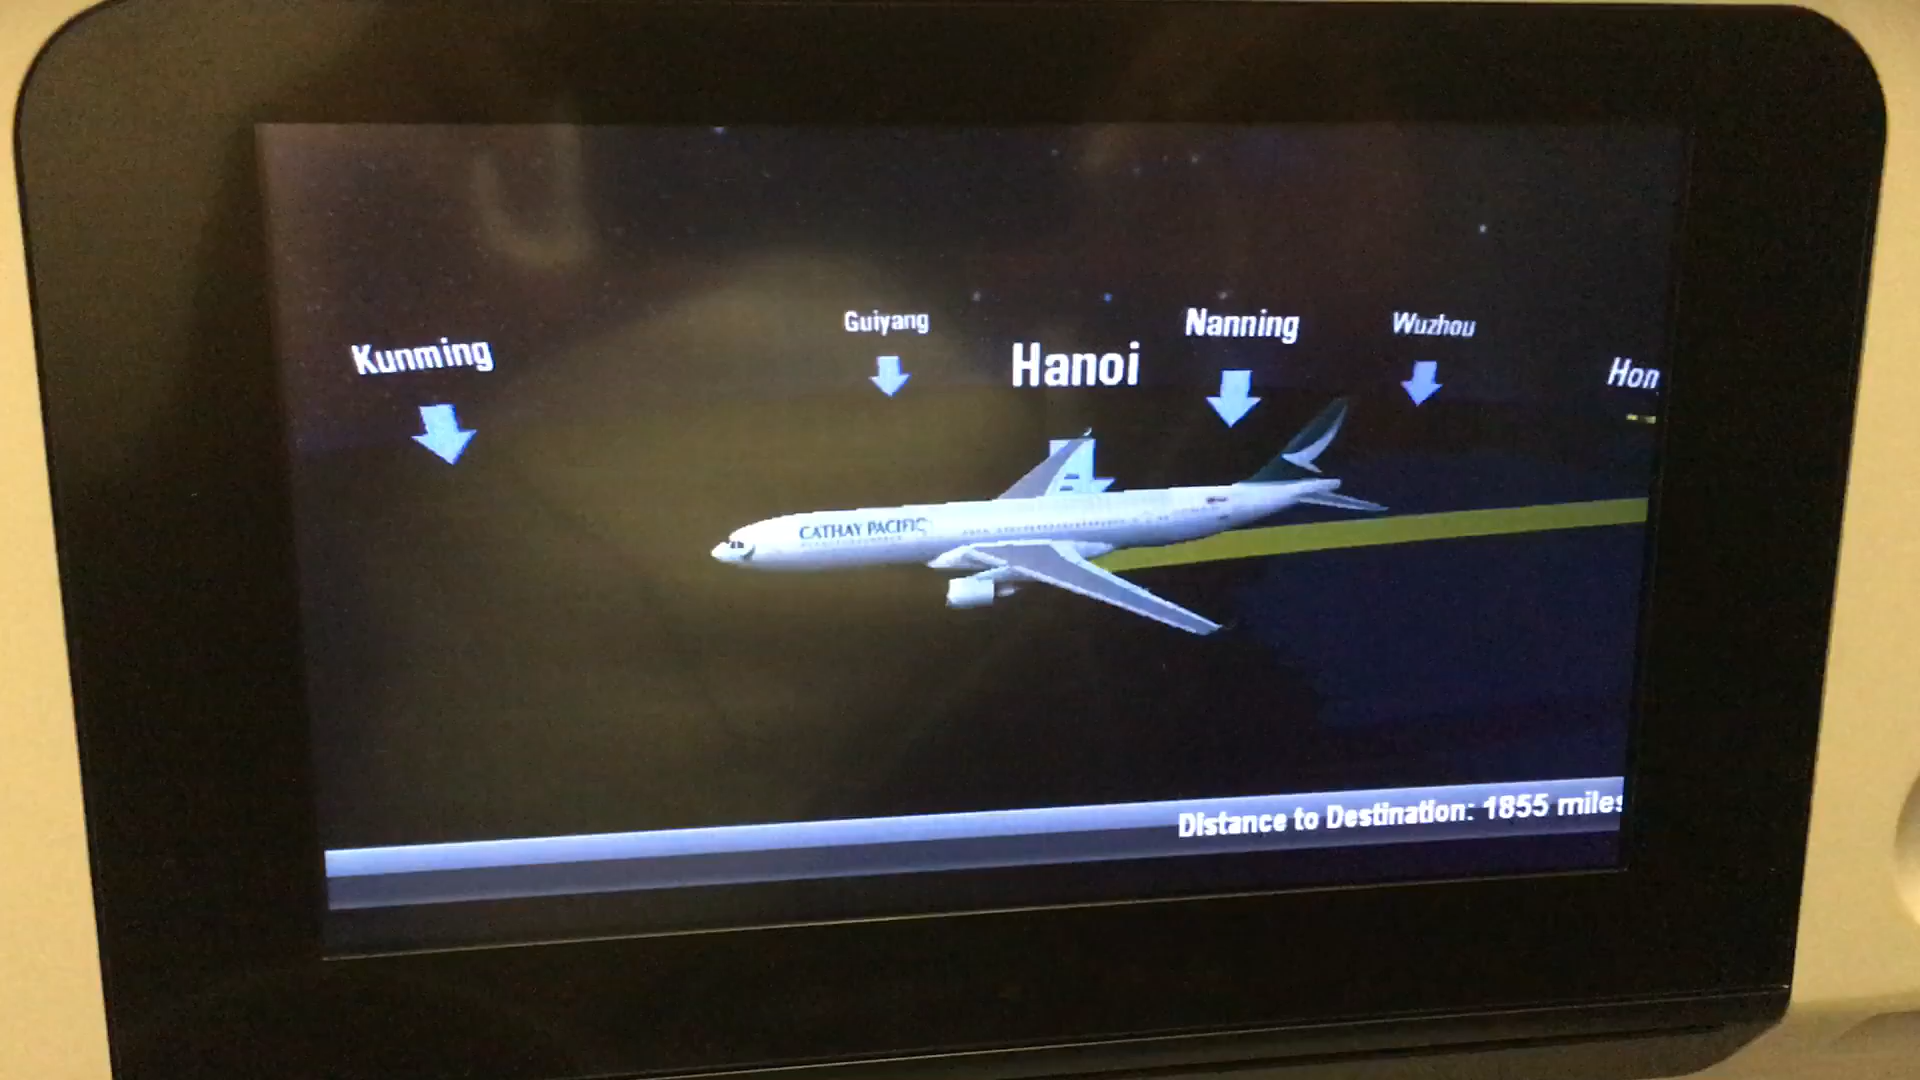 Kunming
Guiyang
Hanoi
Nanning
Wuzhou
Hon
CATHAY PACIFIC
Distance to Destination: 1855 miles